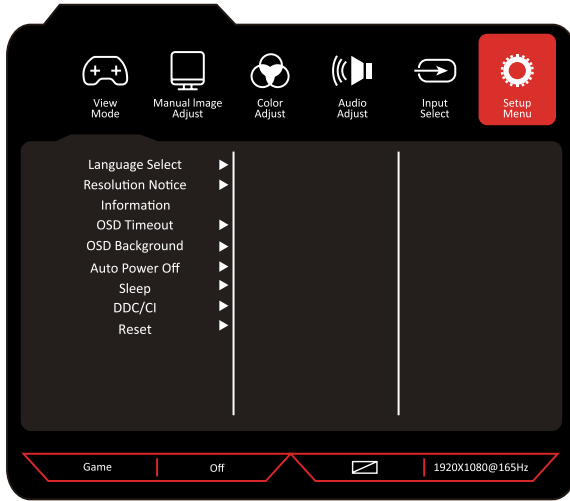 View
Mode
Manual Image
Adjust
Color
Adjust
Audio
Adjust
Input
Select
Setup
Menu
Language Select
Resolution Notice
Information
OSD Timeout
OSD Background
Auto Power Off
Sleep
DDC/CI
Reset
Game
Off
1920X1080@165Hz